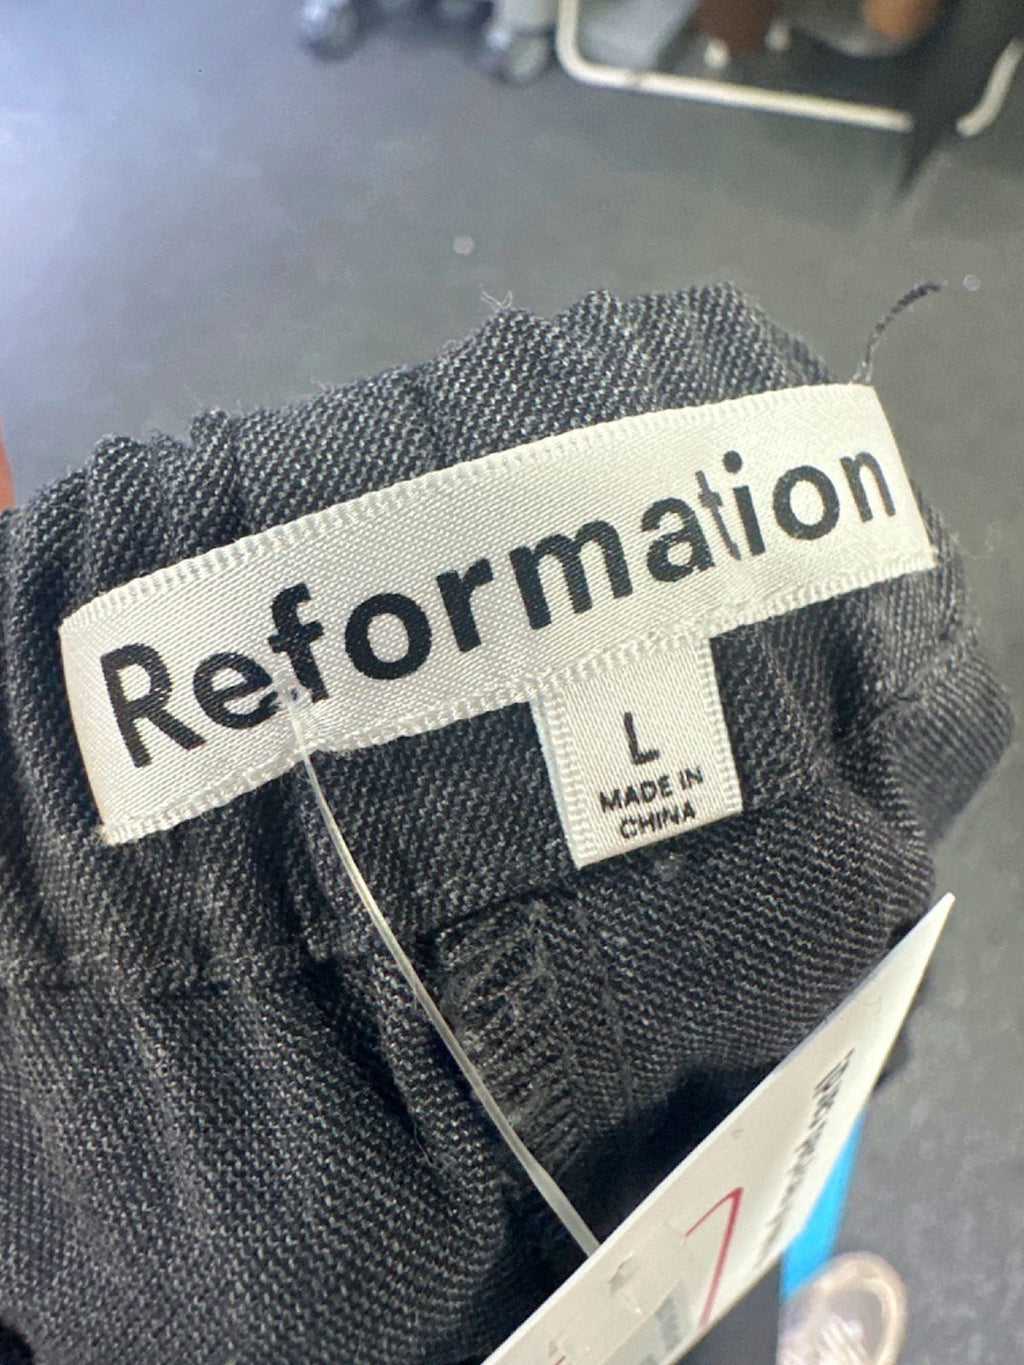 Reformation
L
MADE IN
CHINA